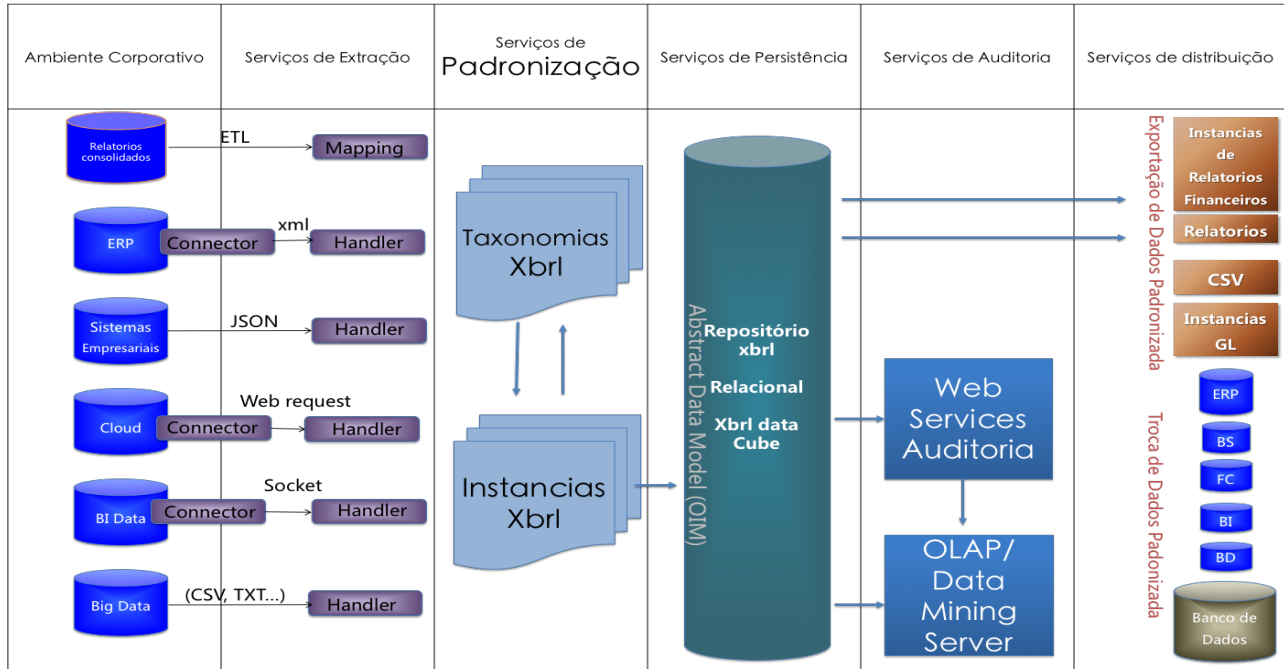 Ambiente Corporativo
Serviços de Extração
Serviços de
Padronização
Serviços de Persistência
Serviços de Auditoria
Serviços de distribuição
Relatorios
consolidados
ETL
Mapping
ERP
Connector
xml
Handler
Sistemas
Empresariais
JSON
Handler
Cloud
Connector
Web request
Handler
BI Data
Connector
Socket
Handler
Big Data
(CSV, TXT...)
Handler
Taxonomias
Xbrl
Instancias
Xbrl
Abstract Data Model (OIM)
Repositório
xbrl
Relacional
Xbrl data
Cube
Web
Services
Auditoria
OLAP/
Data
Mining
Server
Exportação de Dados Padronizada
Instancias
de
Relatorios
Financeiros
Relatorios
CSV
Instancias
GL
Troca de Dados Padonizada
ERP
BS
FC
BI
BD
Banco de
Dados